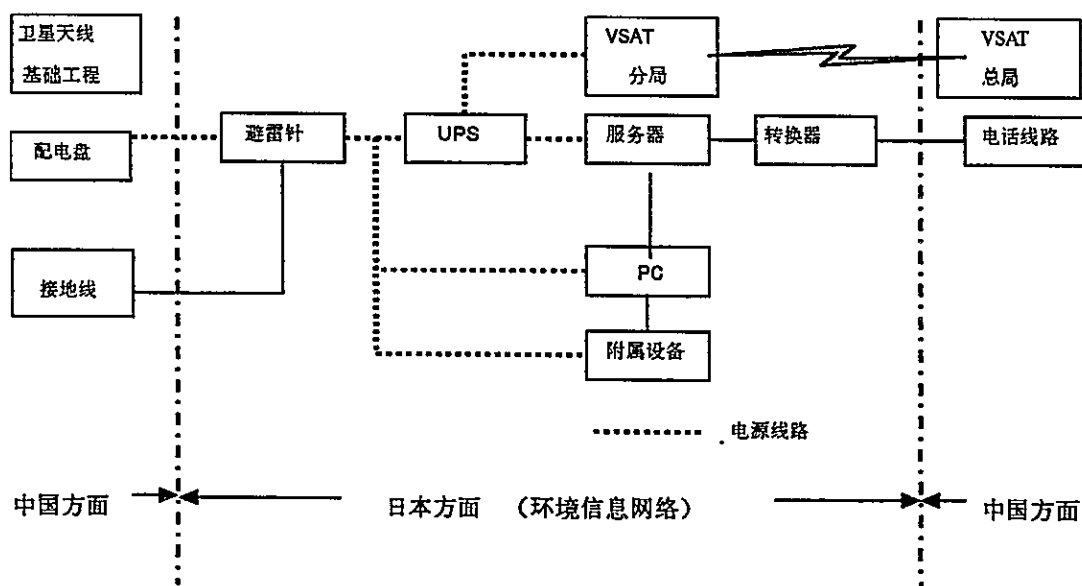 卫星天线
基础工程
VSAT
分局
VSAT
总局
配电盘
避雷针
UPS
服务器
转换器
电话线路
接地线
PC
附属设备
电源线路
中国方面
日本方面 （环境信息网络）
中国方面